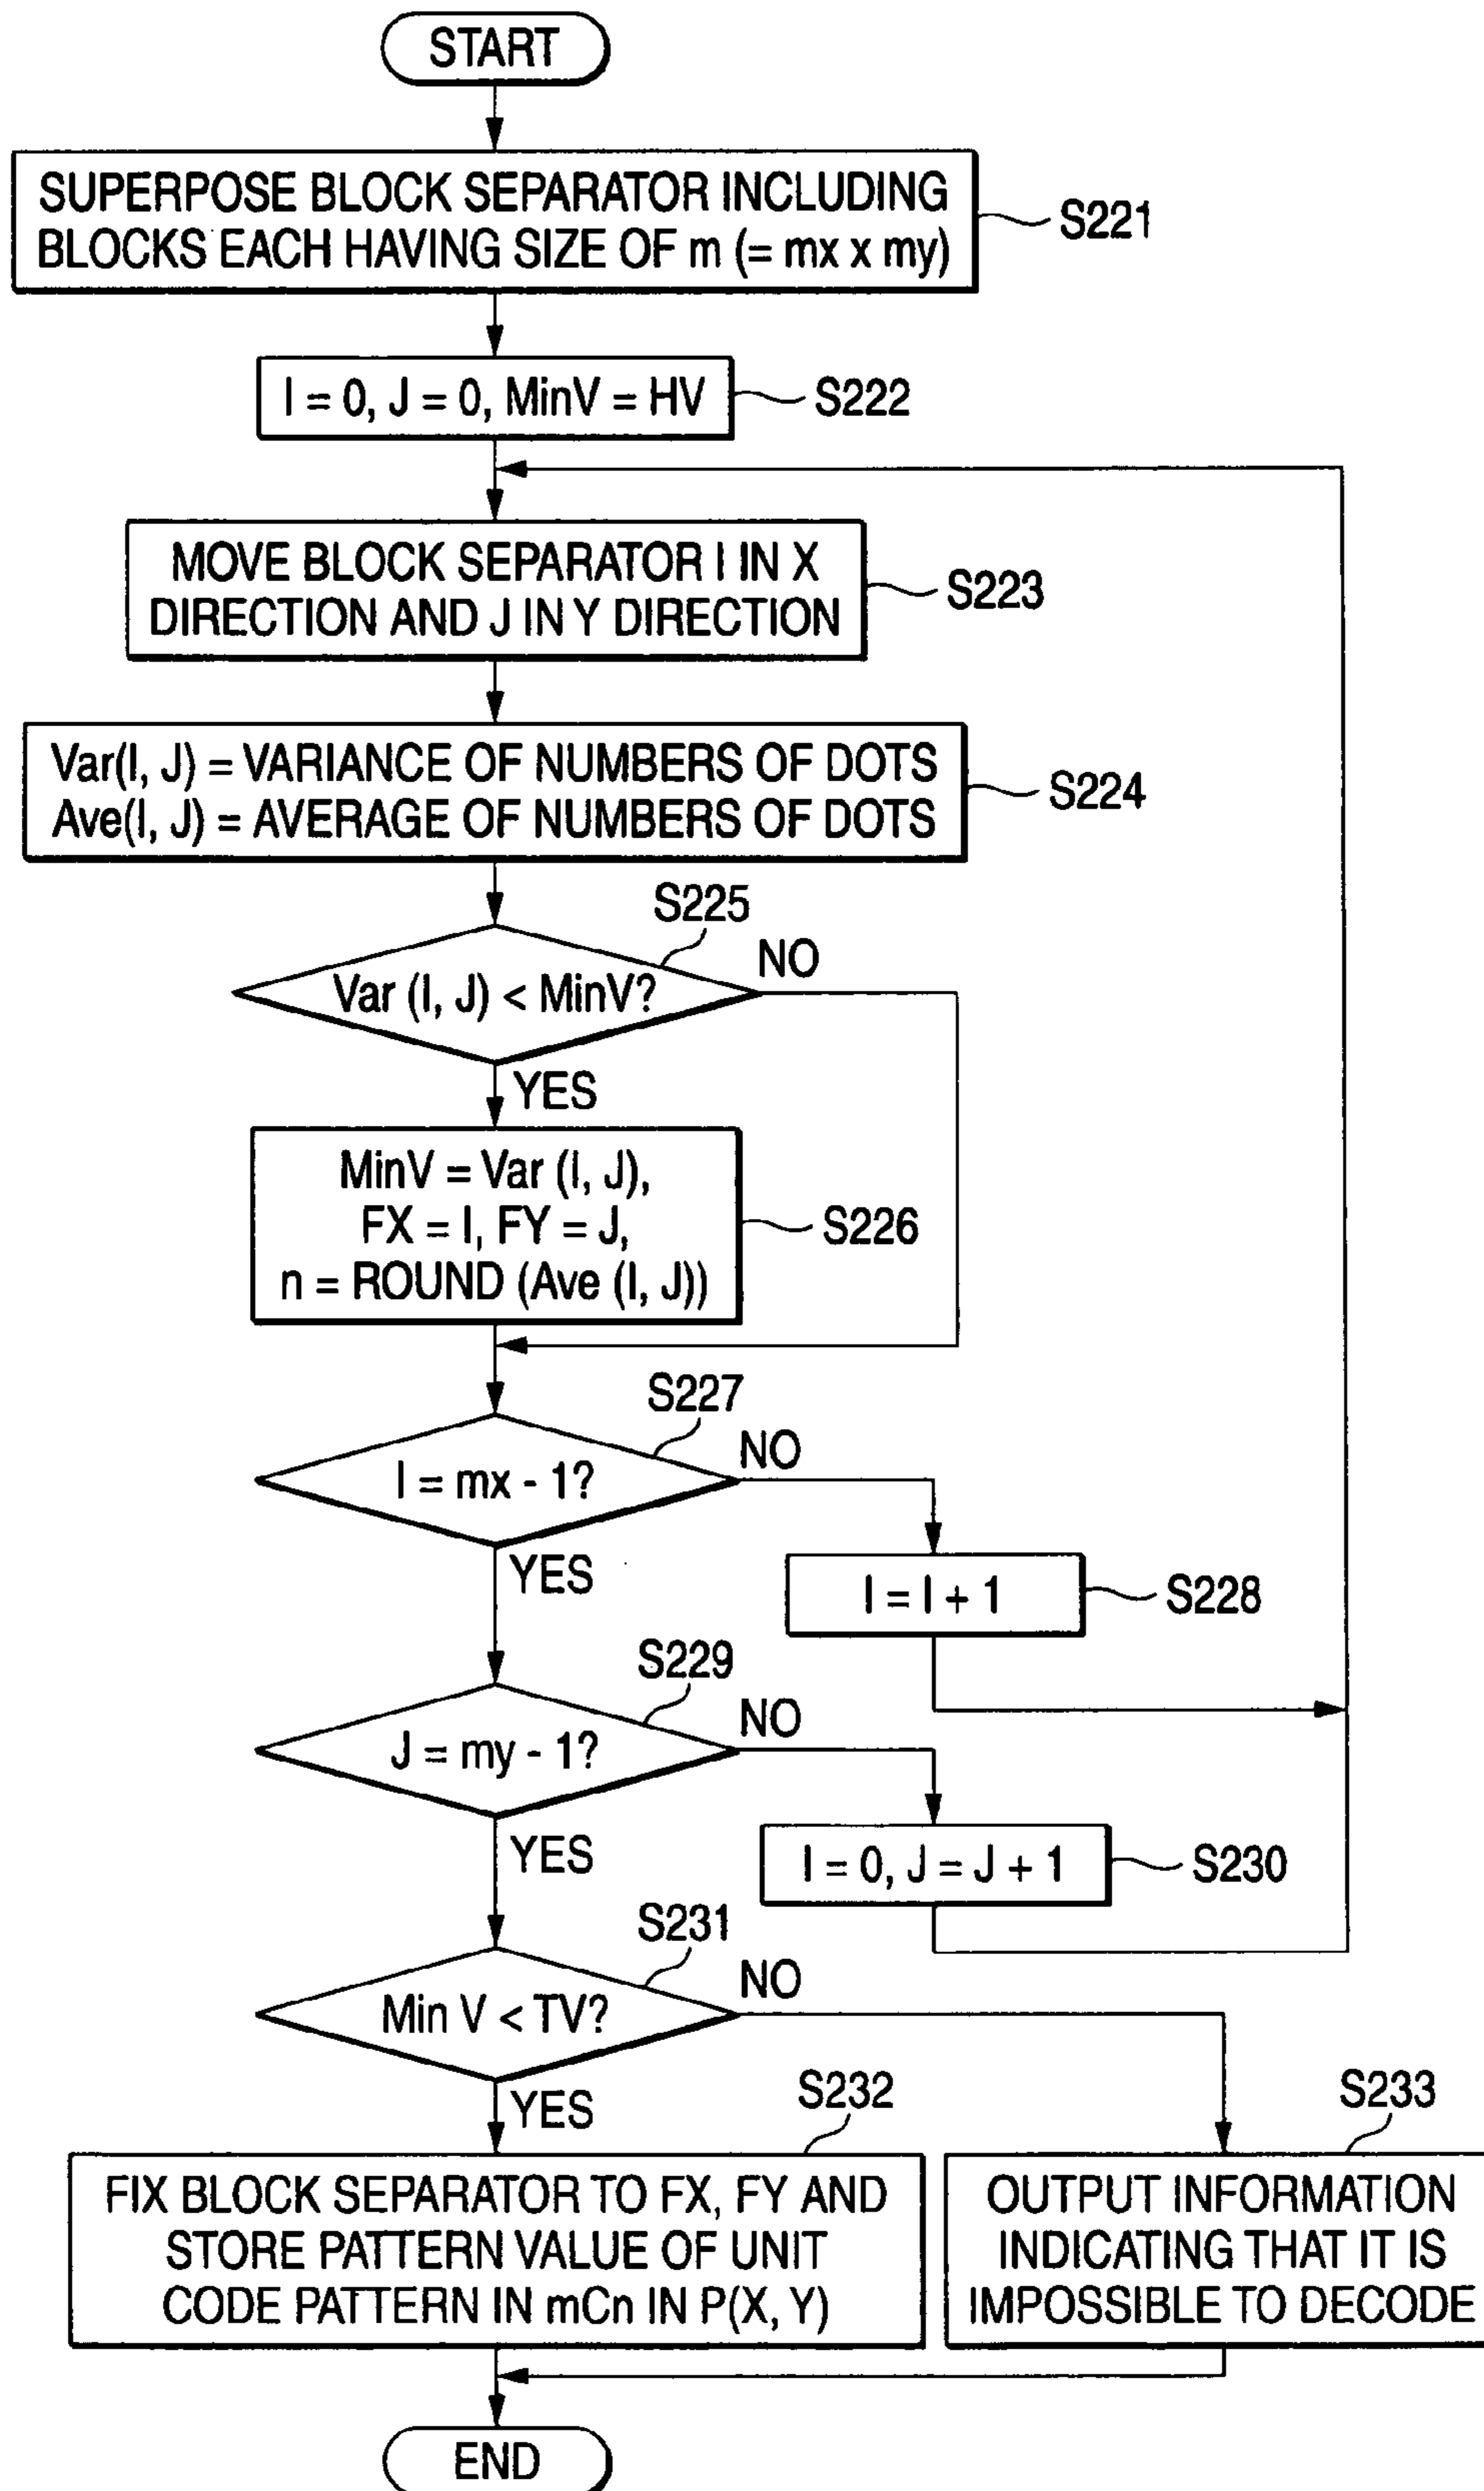 START
SUPERPOSE BLOCK SEPARATOR INCLUDING
BLOCKS EACH HAVING SIZE OF m (= mx x my)
S221
I = 0, J = 0, MinV = HV
S222
MOVE BLOCK SEPARATOR I IN X
DIRECTION AND J IN Y DIRECTION
S223
Var(I, J) = VARIANCE OF NUMBERS OF DOTS
Ave(I, J) = AVERAGE OF NUMBERS OF DOTS
S224
S225
Var (I, J) < MinV?
NO
YES
MinV = Var (I, J),
FX = I, FY = J,
n = ROUND (Ave (I, J))
S226
S227
I = mx - 1?
NO
YES
I = I + 1
S228
S229
J = my - 1?
NO
YES
I = 0, J = J + 1
S230
S231
Min V < TV?
NO
YES
S232
FIX BLOCK SEPARATOR TO FX, FY AND
STORE PATTERN VALUE OF UNIT
CODE PATTERN IN mCn IN P(X, Y)
S233
OUTPUT INFORMATION
INDICATING THAT IT IS
IMPOSSIBLE TO DECODE
END